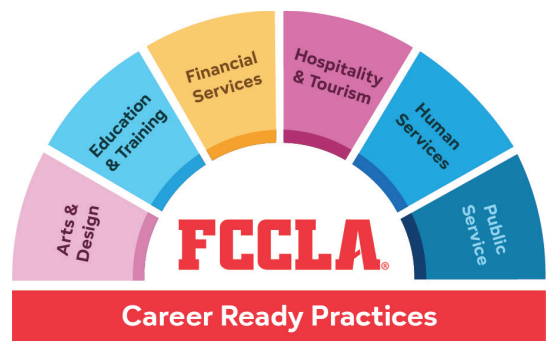 Arts &
Design
Education
& Training
Financial
Services
Hospitality
& Tourism
Human
Services
Public
Service
FCCLA®
Career Ready Practices